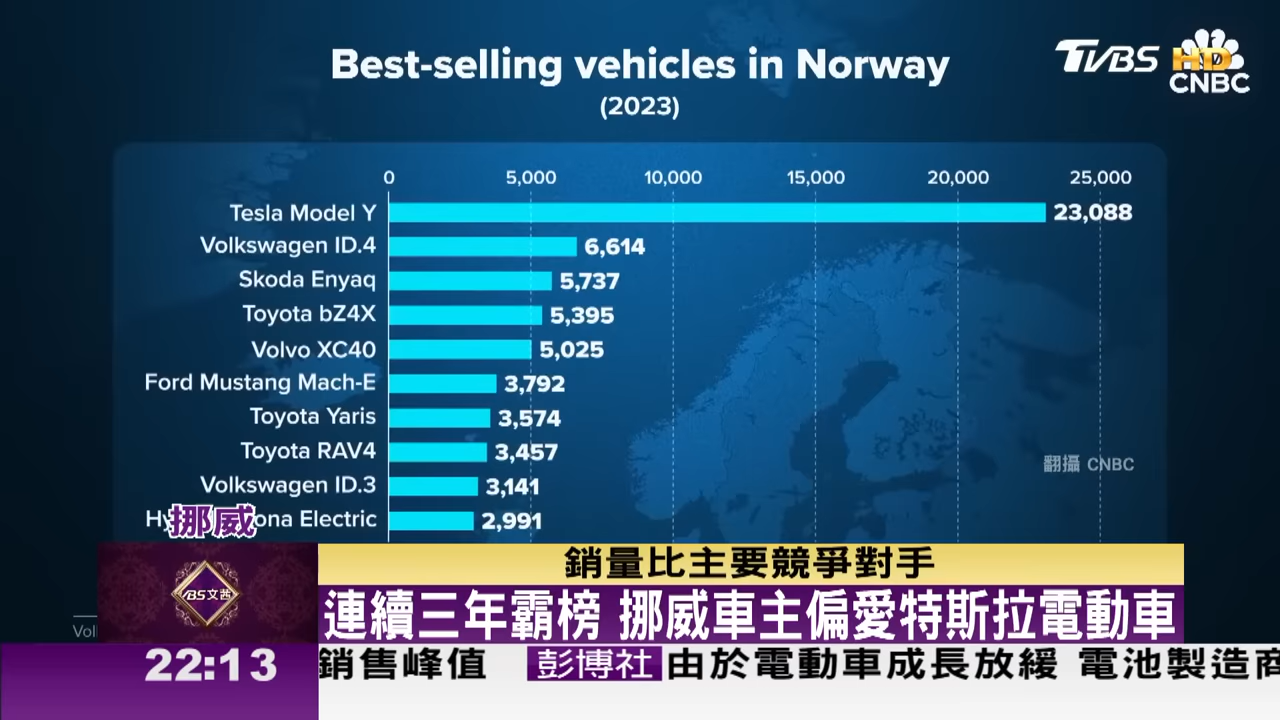 Best-selling vehicles in Norway
(2023)
TVBS HD
CNBC
0 5,000 10,000 15,000 20,000 25,000
Tesla Model Y 23,088
Volkswagen ID.4 6,614
Skoda Enyaq 5,737
Toyota bZ4X 5,395
Volvo XC40 5,025
Ford Mustang Mach-E 3,792
Toyota Yaris 3,574
Toyota RAV4 3,457
翻攝 CNBC
Volkswagen ID.3 3,141
Electric 2,991
挪威
銷量比主要競爭對手
文茜
連續三年霸榜 挪威車主偏愛特斯拉電動車
22:13
銷售峰值 彭博社 由於電動車成長放緩 電池製造商